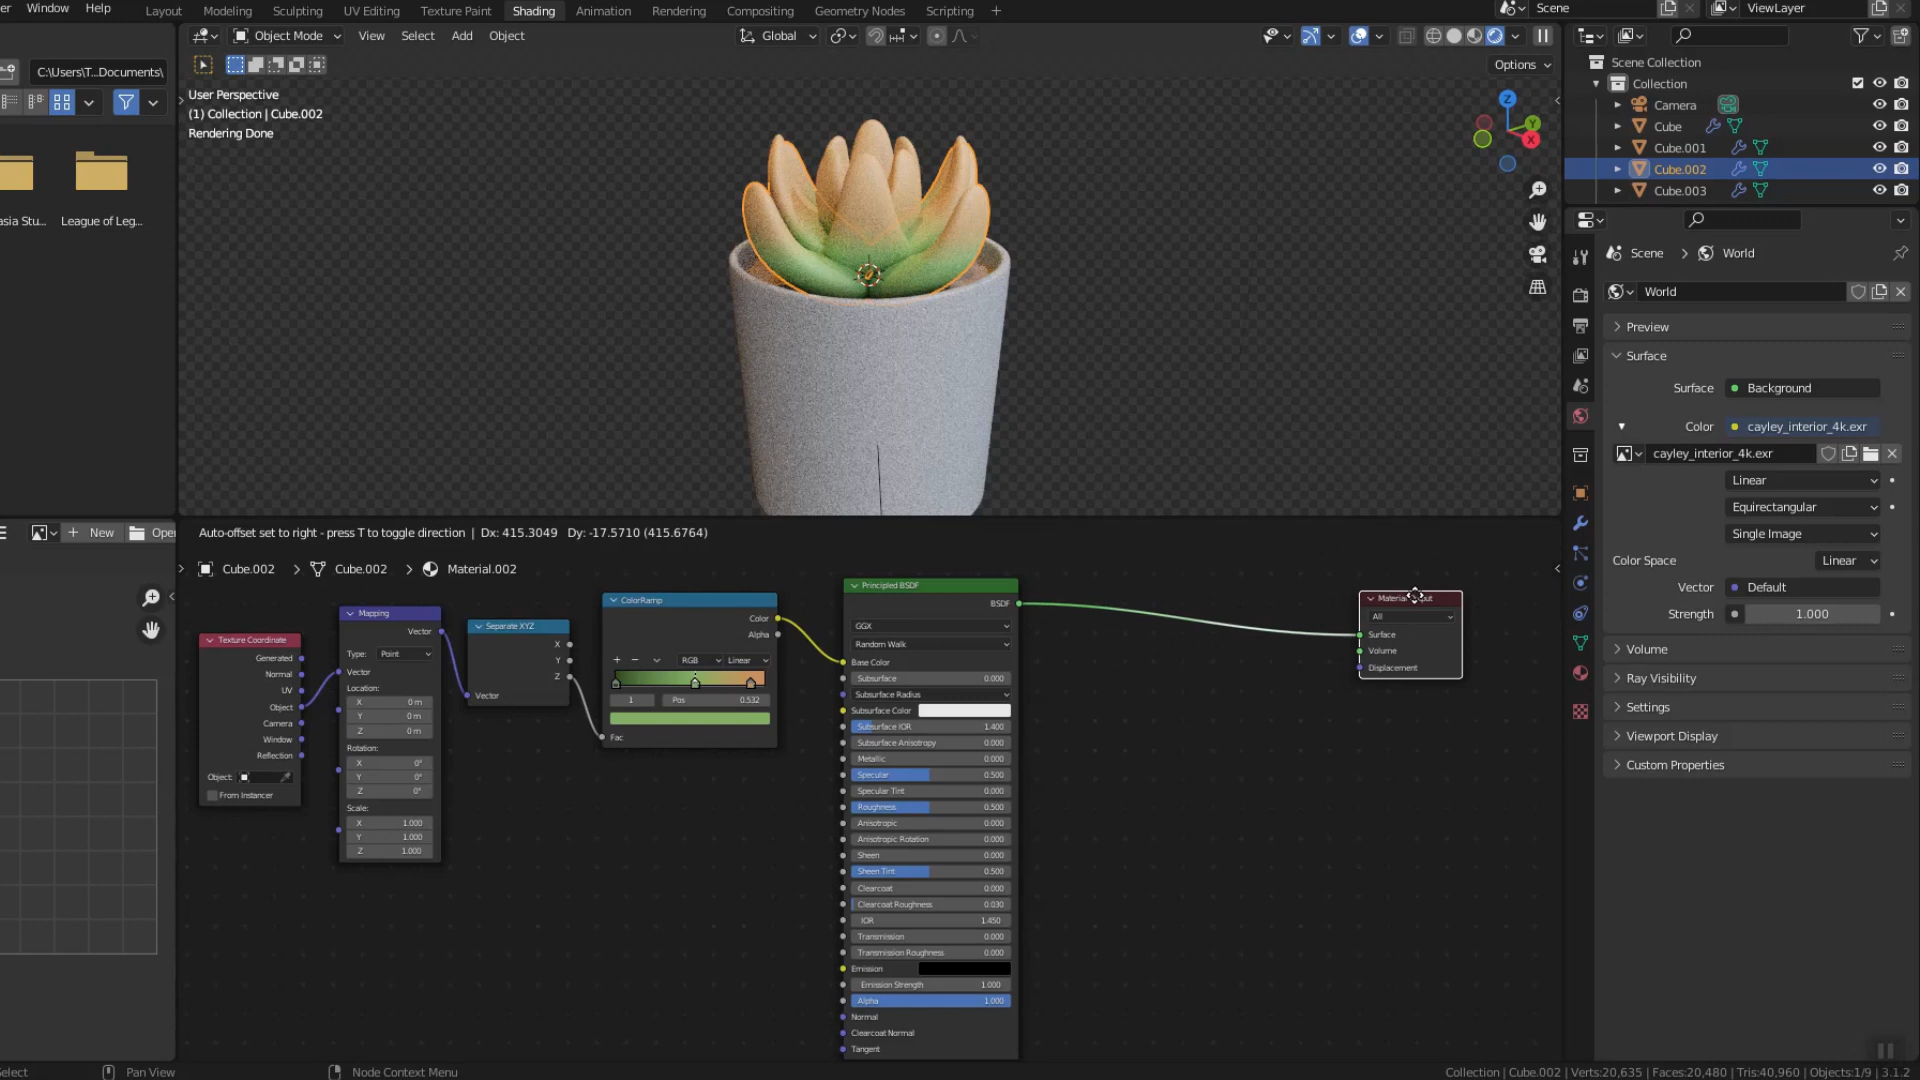 er Window Help
Layout Modeling Sculpting UV Editing Texture Paint Shading Animation Rendering Compositing Geometry Nodes Scripting +
Scene
ViewLayer
Object Mode View Select Add Object
Global
Options
C:\Users\T...Documents\
asia Stu...
League of Leg...
User Perspective
(1) Collection | Cube.002
Rendering Done
Z
Y
X
Scene Collection
Collection
Camera
Cube
Cube.001
Cube.002
Cube.003
Scene > World
World
Preview
Surface
Surface Background
Color cayley_interior_4k.exr
cayley_interior_4k.exr
Linear
Equirectangular
Single Image
Color Space Linear
Vector Default
Strength 1.000
Volume
Ray Visibility
Settings
Viewport Display
Custom Properties
+ New Oper
Auto-offset set to right - press T to toggle direction | Dx: 415.3049 Dy: -17.5710 (415.6764)
Cube.002 > Cube.002 > Material.002
Texture Coordinate
Generated
Normal
UV
Object
Camera
Window
Reflection
Object:
From Instancer
Mapping
Vector
Type: Point
Vector
Location:
X 0 m
Y 0 m
Z 0 m
Rotation:
X 0°
Y 0°
Z 0°
Scale:
X 1.000
Y 1.000
Z 1.000
Separate XYZ
X
Y
Z
Vector
ColorRamp
Color
Alpha
+ − RGB Linear
1 Pos 0.532
Fac
Principled BSDF
BSDF
GGX
Random Walk
Base Color
Subsurface 0.000
Subsurface Radius
Subsurface Color
Subsurface IOR 1.400
Subsurface Anisotropy 0.000
Metallic 0.000
Specular 0.500
Specular Tint 0.000
Roughness 0.500
Anisotropic 0.000
Anisotropic Rotation 0.000
Sheen 0.000
Sheen Tint 0.500
Clearcoat 0.000
Clearcoat Roughness 0.030
IOR 1.450
Transmission 0.000
Transmission Roughness 0.000
Emission
Emission Strength 1.000
Alpha 1.000
Normal
Clearcoat Normal
Tangent
All
Surface
Volume
Displacement
elect Pan View Node Context Menu
Collection | Cube.002 | Verts:20,635 | Faces:20,480 | Tris:40,960 | Objects:1/9 | 3.1.2